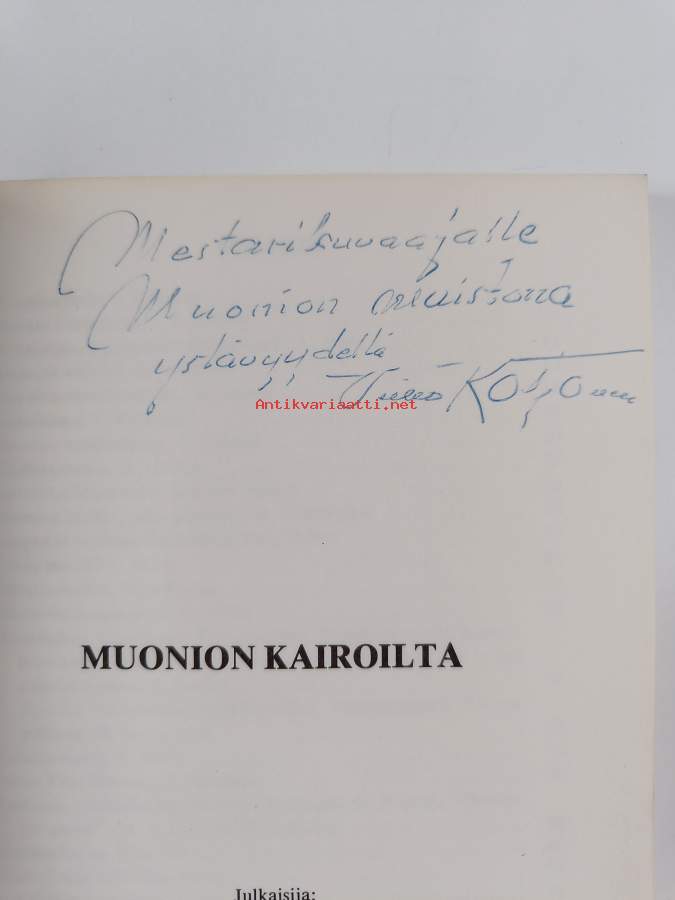 Mestarikuvaajalle
Muonion muistona
ystävyydellä
Antikvariaatti.net
MUONION KAIROILTA
Julkaisija: